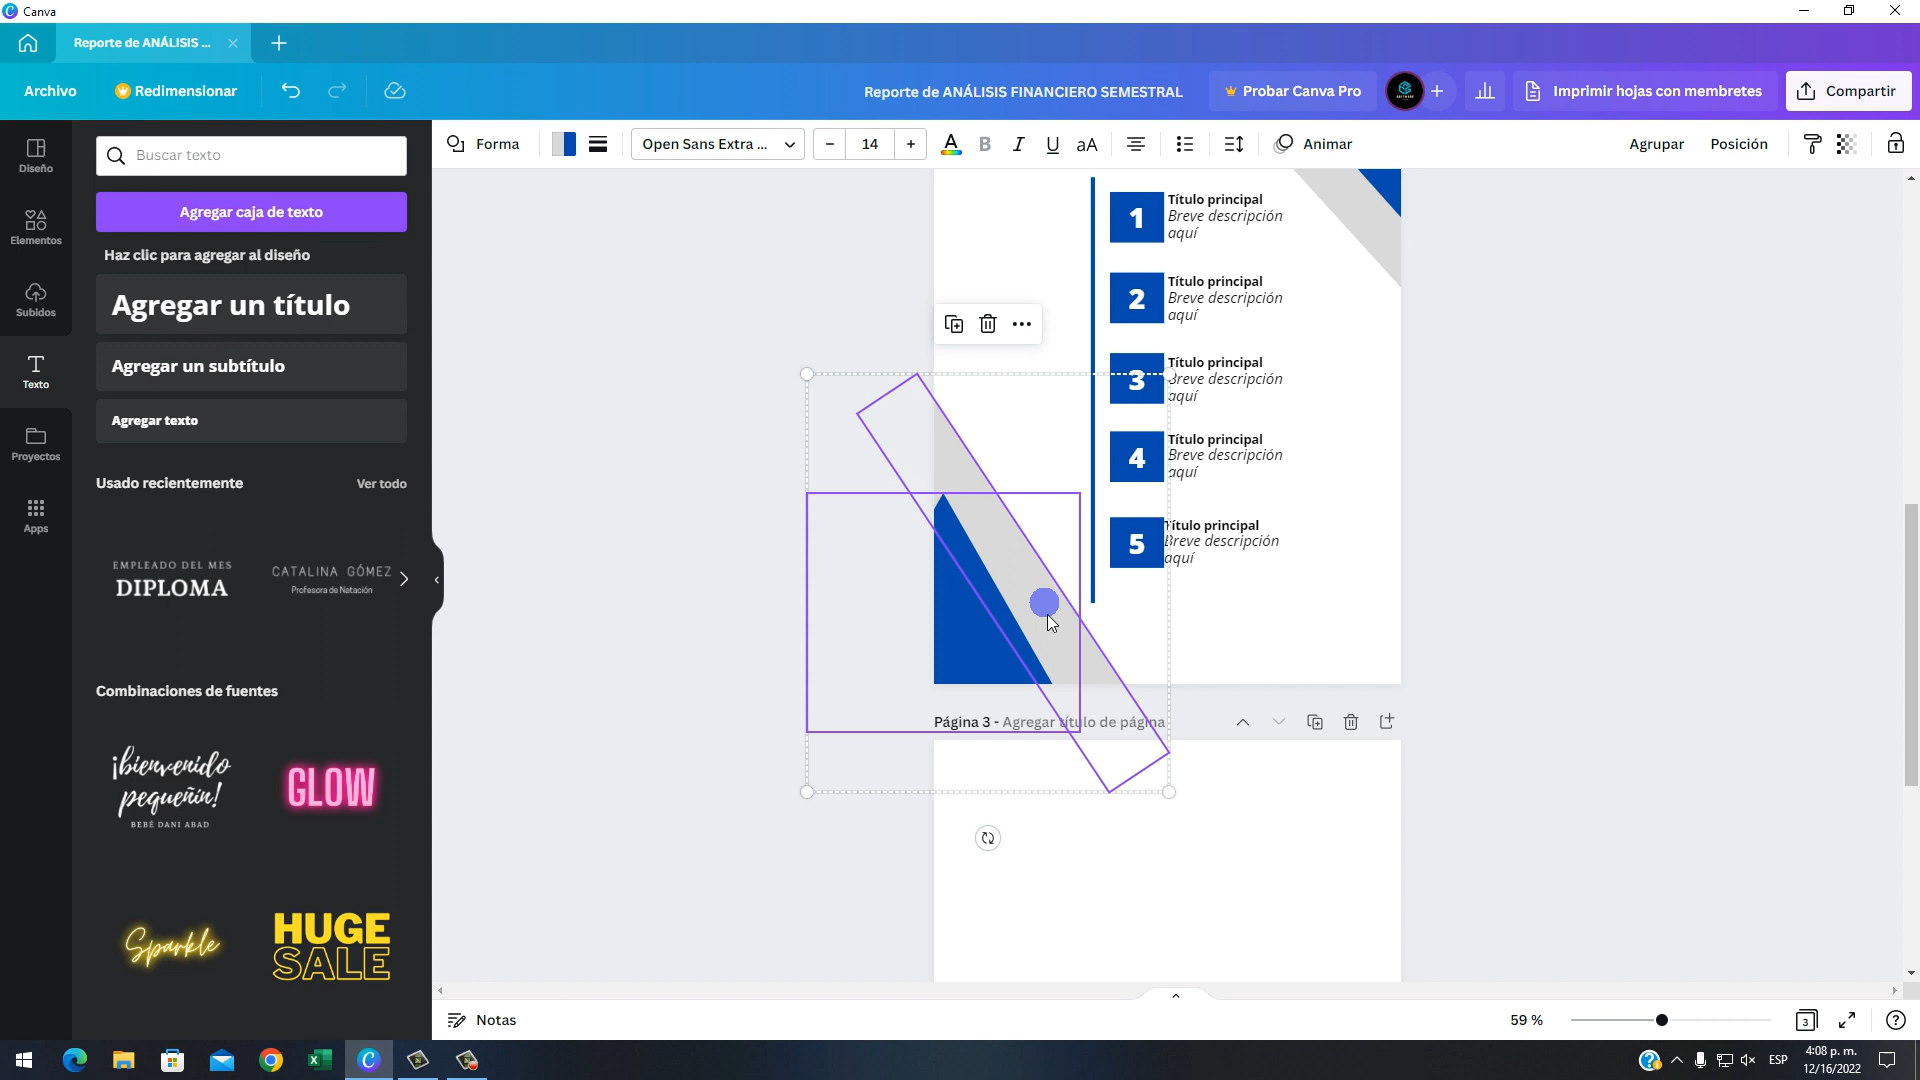 Canva
Reporte de ANÁLISIS ...
Archivo
Redimensionar
Reporte de ANÁLISIS FINANCIERO SEMESTRAL
Probar Canva Pro
Imprimir hojas con membretes
Compartir
Diseño
Elementos
Subidos
Texto
Proyectos
Apps
Buscar texto
Agregar caja de texto
Haz clic para agregar al diseño
Agregar un título
Agregar un subtítulo
Agregar texto
Usado recientemente
Ver todo
EMPLEADO DEL MES
DIPLOMA
CATALINA GÓMEZ
Profesora de Natación
Combinaciones de fuentes
¡bienvenido
pequeñín!
BEBÉ DANI ABAD
GLOW
Sparkle
HUGE
SALE
Forma
Open Sans Extra ...
– 14 +
A B I U aA
Animar
Agrupar
Posición
1
Título principal
Breve descripción
aquí
2
Título principal
Breve descripción
aquí
3
Título principal
Breve descripción
aquí
4
Título principal
Breve descripción
aquí
5
Título principal
Breve descripción
aquí
Página 3 - Agregar título de página
Notas
59 %
3
ESP
4:08 p. m.
12/16/2022